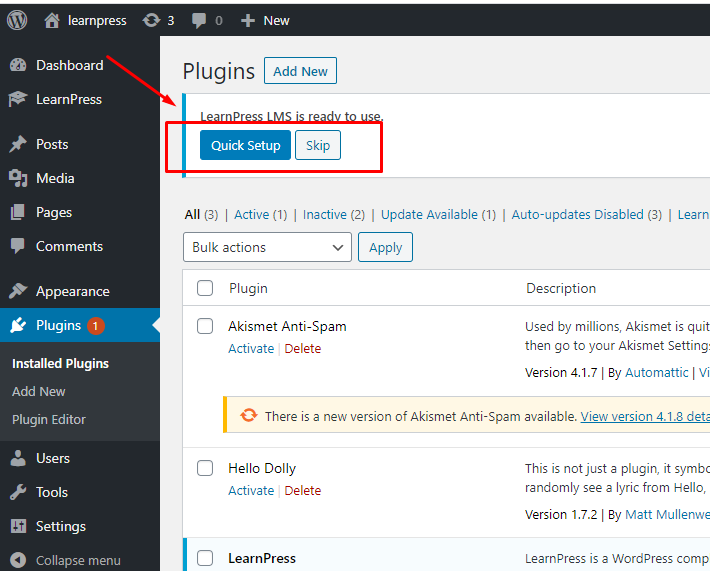 learnpress 3 0 New
Dashboard
LearnPress
Posts
Media
Pages
Comments
Appearance
Plugins 1
Installed Plugins
Add New
Plugin Editor
Users
Tools
Settings
Collapse menu
Plugins Add New
LearnPress LMS is ready to use.
Quick Setup Skip
All (3) | Active (1) | Inactive (2) | Update Available (1) | Auto-updates Disabled (3) | Learn
Bulk actions Apply
Plugin Description
Akismet Anti-Spam Used by millions, Akismet is quit
Activate | Delete then go to your Akismet Settings
Version 4.1.7 | By Automattic | Vi
There is a new version of Akismet Anti-Spam available. View version 4.1.8 deta
Hello Dolly This is not just a plugin, it symbo
Activate | Delete randomly see a lyric from Hello,
Version 1.7.2 | By Matt Mullenwe
LearnPress LearnPress is a WordPress comp